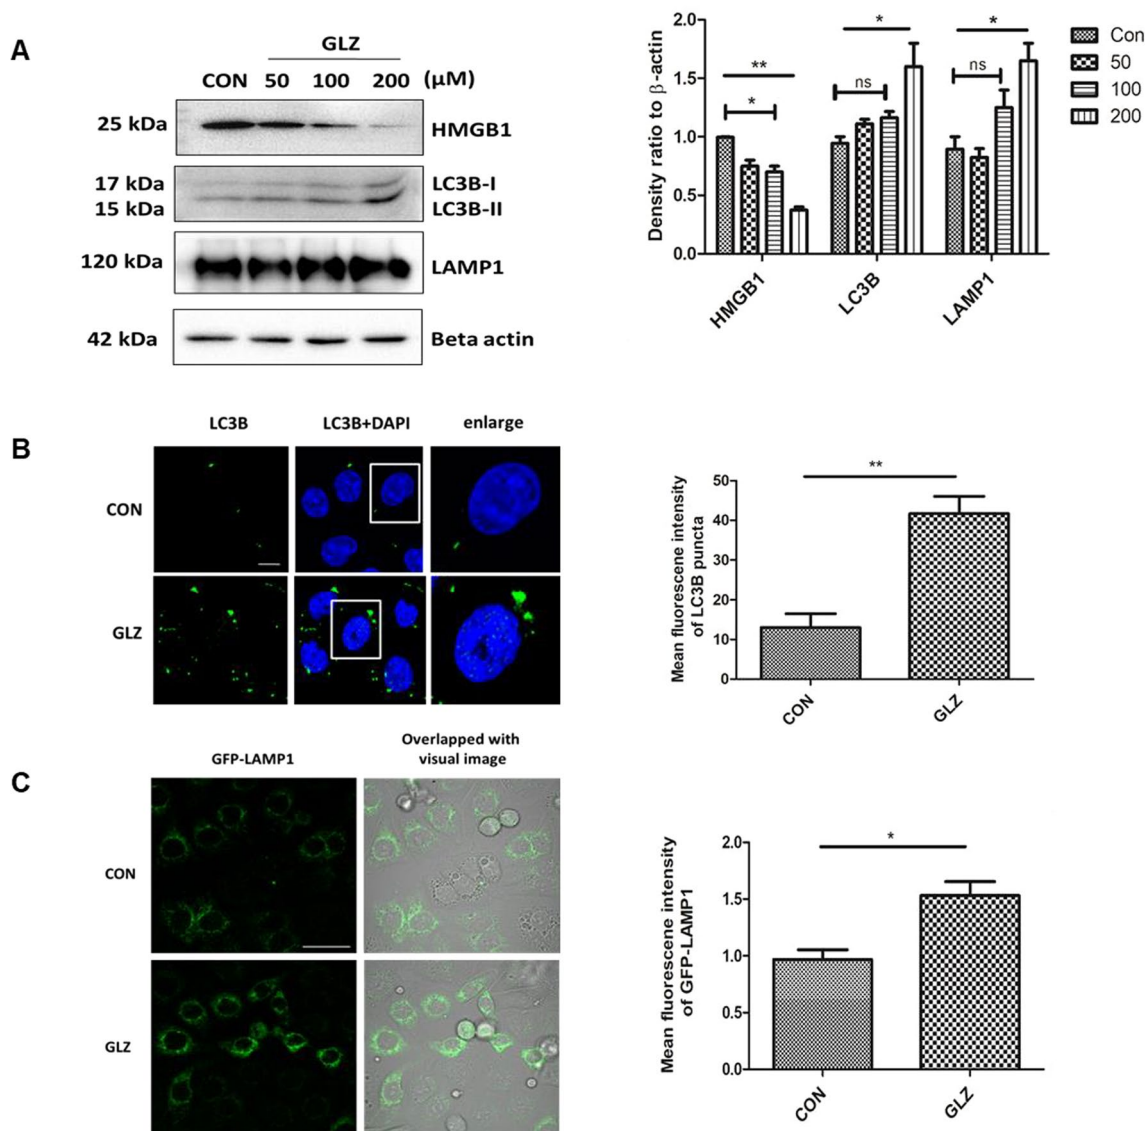 A
GLZ
CON 50 100 200 (μM)
25 kDa HMGB1
17 kDa LC3B-I
15 kDa LC3B-II
120 kDa LAMP1
42 kDa Beta actin
Density ratio to β-actin
2.0
1.5
1.0
0.5
0.0
** * ns * ns *
HMGB1 LC3B LAMP1
Con
50
100
200
B
LC3B LC3B+DAPI enlarge
CON
GLZ
Mean fluorescene intensity
of LC3B puncta
50
40
30
20
10
0
**
CON GLZ
C
GFP-LAMP1
Overlapped with
visual image
CON
GLZ
Mean fluorescene intensity
of GFP-LAMP1
2.0
1.5
1.0
0.5
0.0
*
CON GLZ